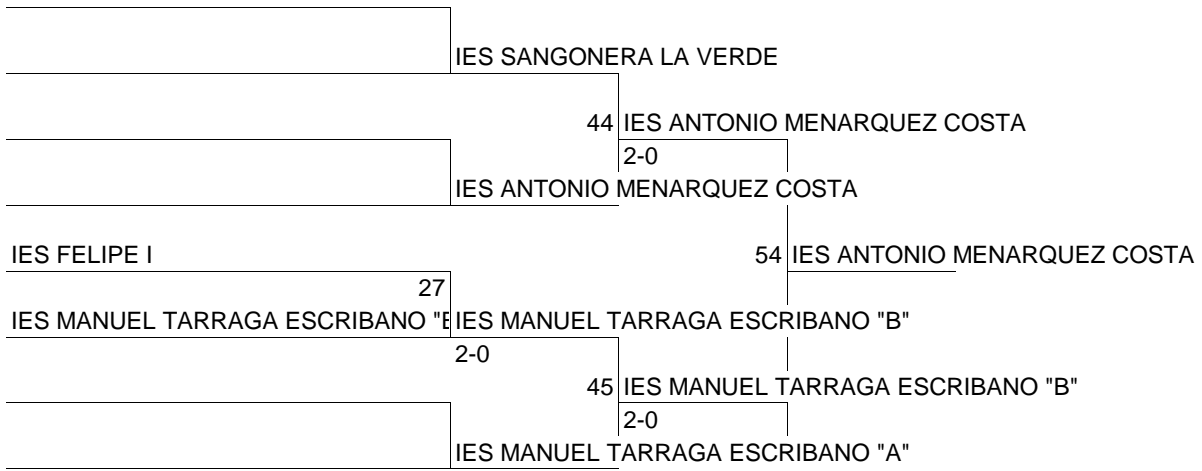 IES SANGONERA LA VERDE
44 IES ANTONIO MENARQUEZ COSTA
2-0
IES ANTONIO MENARQUEZ COSTA
IES FELIPE I 54 IES ANTONIO MENARQUEZ COSTA
27
IES MANUEL TARRAGA ESCRIBANO " IES MANUEL TARRAGA ESCRIBANO "B"
2-0
45 IES MANUEL TARRAGA ESCRIBANO "B"
2-0
IES MANUEL TARRAGA ESCRIBANO "A"